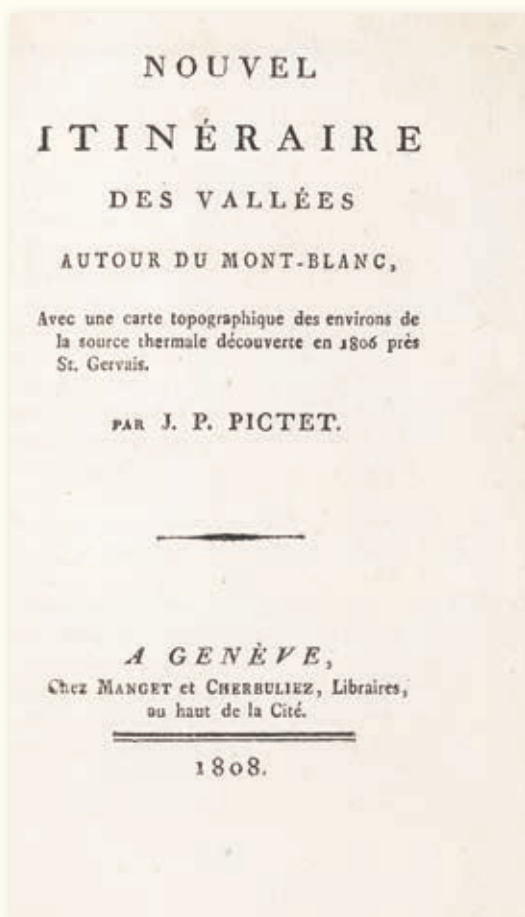 NOUVEL
ITINÉRAIRE
DES VALLÉES
AUTOUR DU MONT-BLANC,
Avec une carte topographique des environs de
la source thermale découverte en 1806 près
St. Gervais.
PAR J. P. PICTET.
A GENÈVE,
Chez MANGET et CHERBULIEZ, Libraires,
au haut de la Cité.
1808.